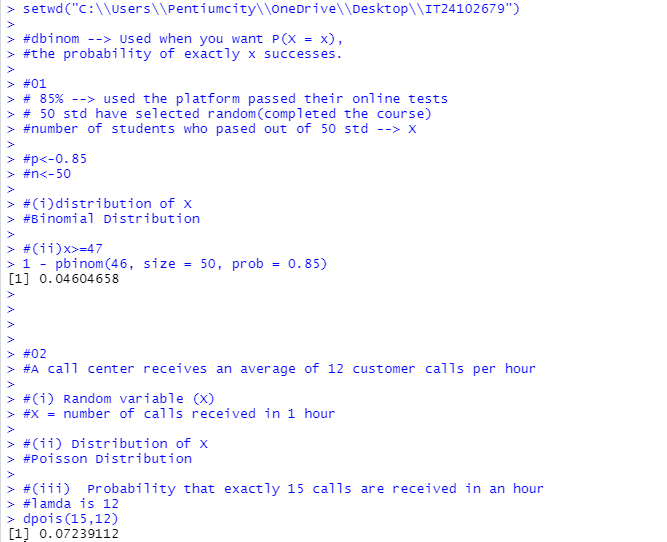 > setwd("C:\\Users\\Pentiumcity\\OneDrive\\Desktop\\IT24102679")
>
> #dbinom --> Used when you want P(X = x),
> #the probability of exactly x successes.
>
> #01
> # 85% --> used the platform passed their online tests
> # 50 std have selected random(completed the course)
> #number of students who pased out of 50 std --> X
>
> #p<-0.85
> #n<-50
>
> #(i)distribution of X
> #Binomial Distribution
>
> #(ii)x>=47
> 1 - pbinom(46, size = 50, prob = 0.85)
[1] 0.04604658
>
>
>
>
> #02
> #A call center receives an average of 12 customer calls per hour
>
> #(i) Random variable (X)
> #X = number of calls received in 1 hour
>
> #(ii) Distribution of X
> #Poisson Distribution
>
> #(iii)  Probability that exactly 15 calls are received in an hour
> #lamda is 12
> dpois(15,12)
[1] 0.07239112